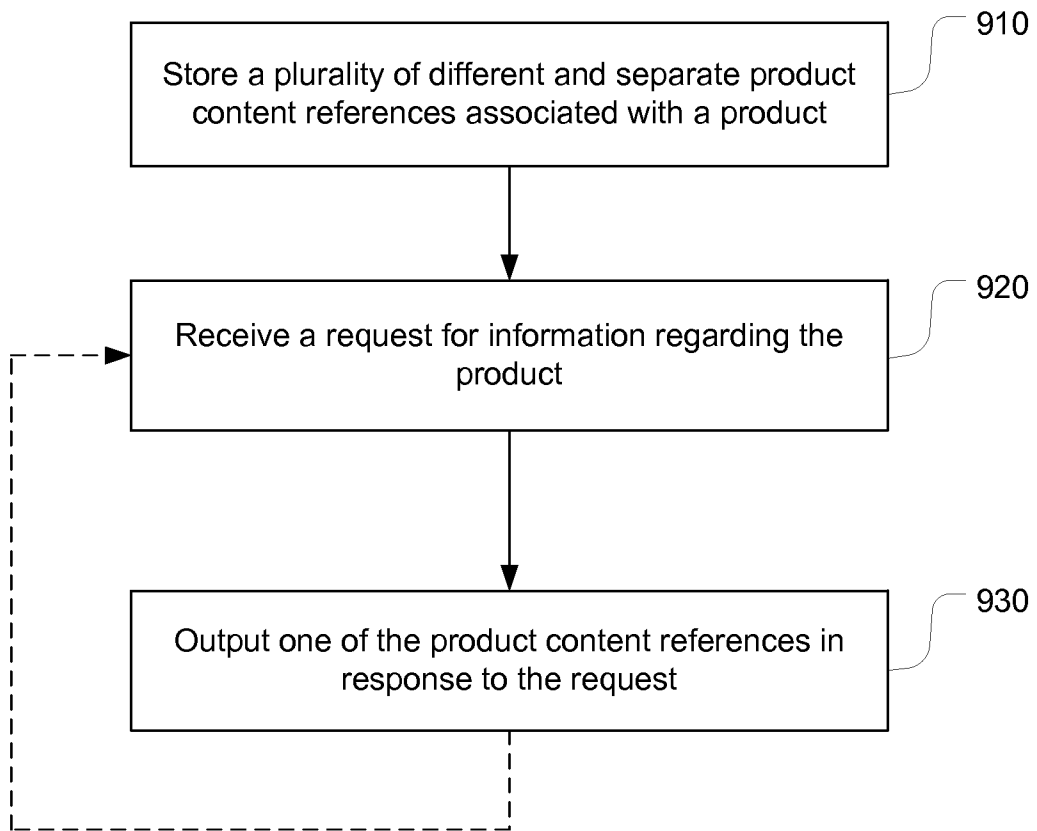 910
Store a plurality of different and separate product
content references associated with a product
920
Receive a request for information regarding the
product
930
Output one of the product content references in
response to the request